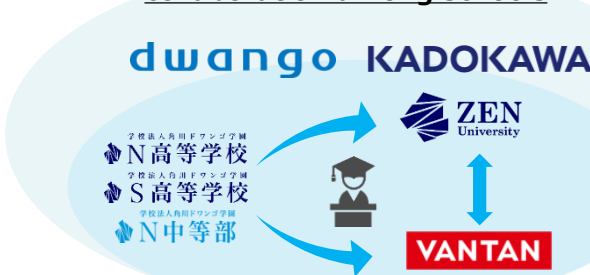 dwango KADOKAWA
学校法人角川ドワンゴ学園
N高等学校
学校法人角川ドワンゴ学園
S高等学校
学校法人角川ドワンゴ学園
N中等部
ZEN
University
VANTAN